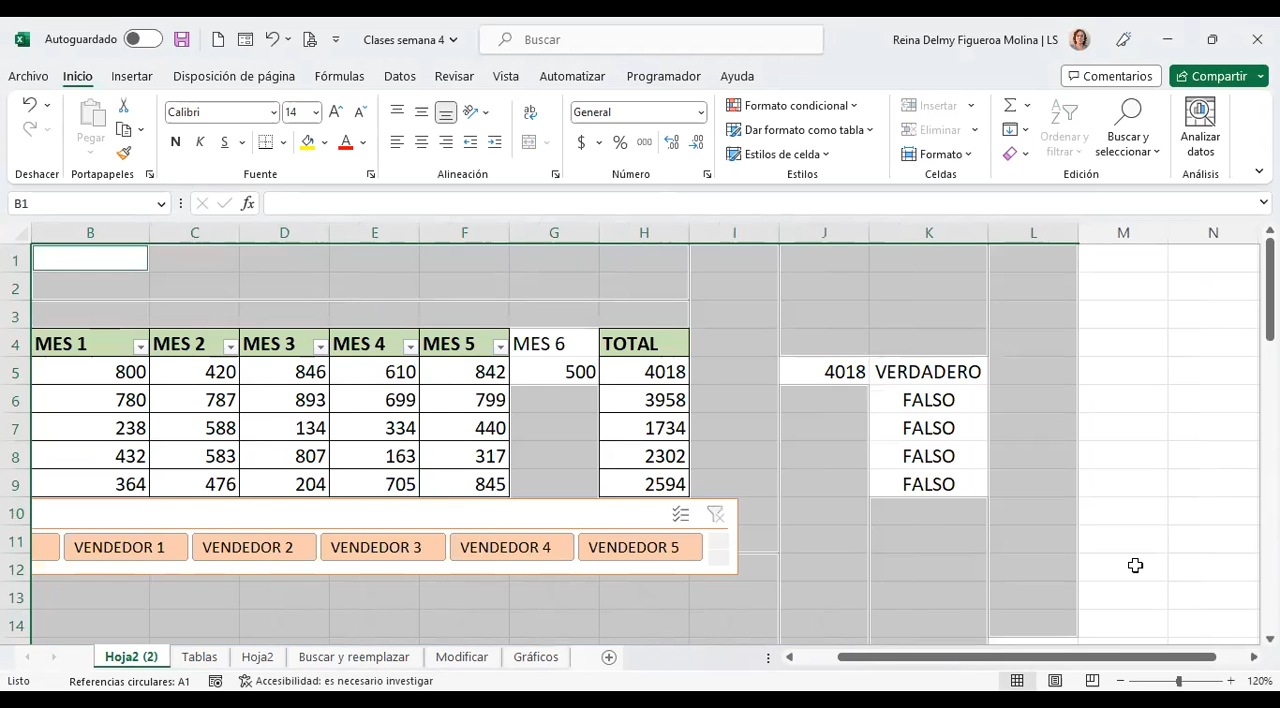 Autoguardado Clases semana 4 Buscar Reina Delmy Figueroa Molina | LS
Archivo Inicio Insertar Disposición de página Fórmulas Datos Revisar Vista Automatizar Programador Ayuda Comentarios Compartir
Pegar Calibri 14 General Formato condicional Insertar
N K S $ % 000 Dar formato como tabla Eliminar Ordenar y filtrar Buscar y seleccionar Analizar datos
Estilos de celda Formato
Deshacer Portapapeles Fuente Alineación Número Estilos Celdas Edición Análisis
B1 fx
B C D E F G H I J K L M N
1
2
3
4 MES 1 MES 2 MES 3 MES 4 MES 5 MES 6 TOTAL
5 800 420 846 610 842 500 4018 4018 VERDADERO
6 780 787 893 699 799 3958 FALSO
7 238 588 134 334 440 1734 FALSO
8 432 583 807 163 317 2302 FALSO
9 364 476 204 705 845 2594 FALSO
10
11 VENDEDOR 1 VENDEDOR 2 VENDEDOR 3 VENDEDOR 4 VENDEDOR 5
12
13
14
Hoja2 (2) Tablas Hoja2 Buscar y reemplazar Modificar Gráficos
Listo Referencias circulares: A1 Accesibilidad: es necesario investigar 120%